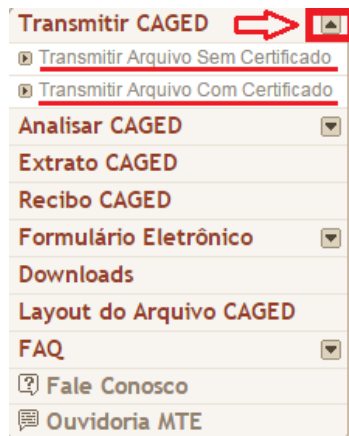 Transmitir CAGED
Transmitir Arquivo Sem Certificado
Transmitir Arquivo Com Certificado
Analisar CAGED
Extrato CAGED
Recibo CAGED
Formulário Eletrônico
Downloads
Layout do Arquivo CAGED
FAQ
Fale Conosco
Ouvidoria MTE